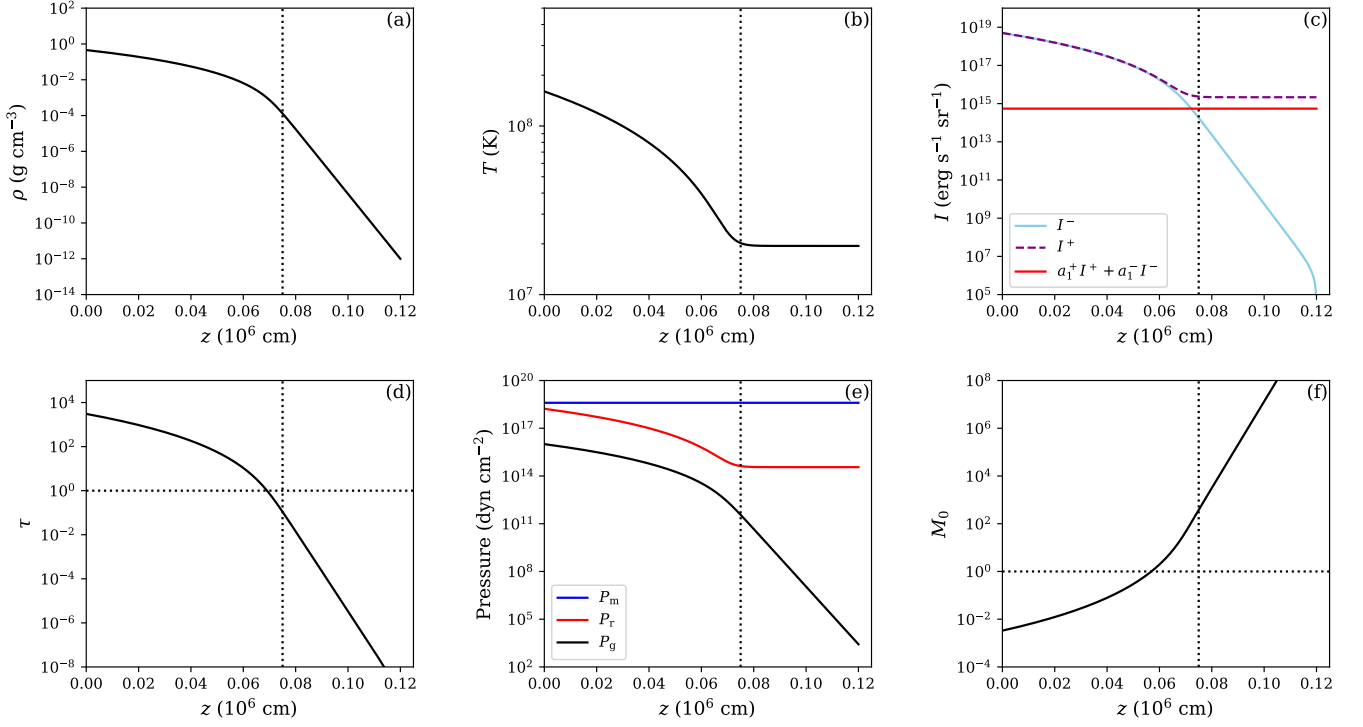 (a)
ρ (g cm⁻³)
10² 10⁰ 10⁻² 10⁻⁴ 10⁻⁶ 10⁻⁸ 10⁻¹⁰ 10⁻¹² 10⁻¹⁴
0.00 0.02 0.04 0.06 0.08 0.10 0.12
z (10⁶ cm)
(b)
T (K)
10⁸ 10⁷
0.00 0.02 0.04 0.06 0.08 0.10 0.12
z (10⁶ cm)
(c)
I (erg s⁻¹ sr⁻¹)
10¹⁹ 10¹⁷ 10¹⁵ 10¹³ 10¹¹ 10⁹ 10⁷ 10⁵
I⁻
I⁺
a₁⁺I⁺ + a₁⁻I⁻
0.00 0.02 0.04 0.06 0.08 0.10 0.12
z (10⁶ cm)
(d)
τ
10⁴ 10² 10⁰ 10⁻² 10⁻⁴ 10⁻⁶ 10⁻⁸
0.00 0.02 0.04 0.06 0.08 0.10 0.12
z (10⁶ cm)
(e)
Pressure (dyn cm⁻²)
10²⁰ 10¹⁷ 10¹⁴ 10¹¹ 10⁸ 10⁵ 10²
Pₘ
Pᵣ
P_g
0.00 0.02 0.04 0.06 0.08 0.10 0.12
z (10⁶ cm)
(f)
M₀
10⁸ 10⁶ 10⁴ 10² 10⁰ 10⁻² 10⁻⁴
0.00 0.02 0.04 0.06 0.08 0.10 0.12
z (10⁶ cm)